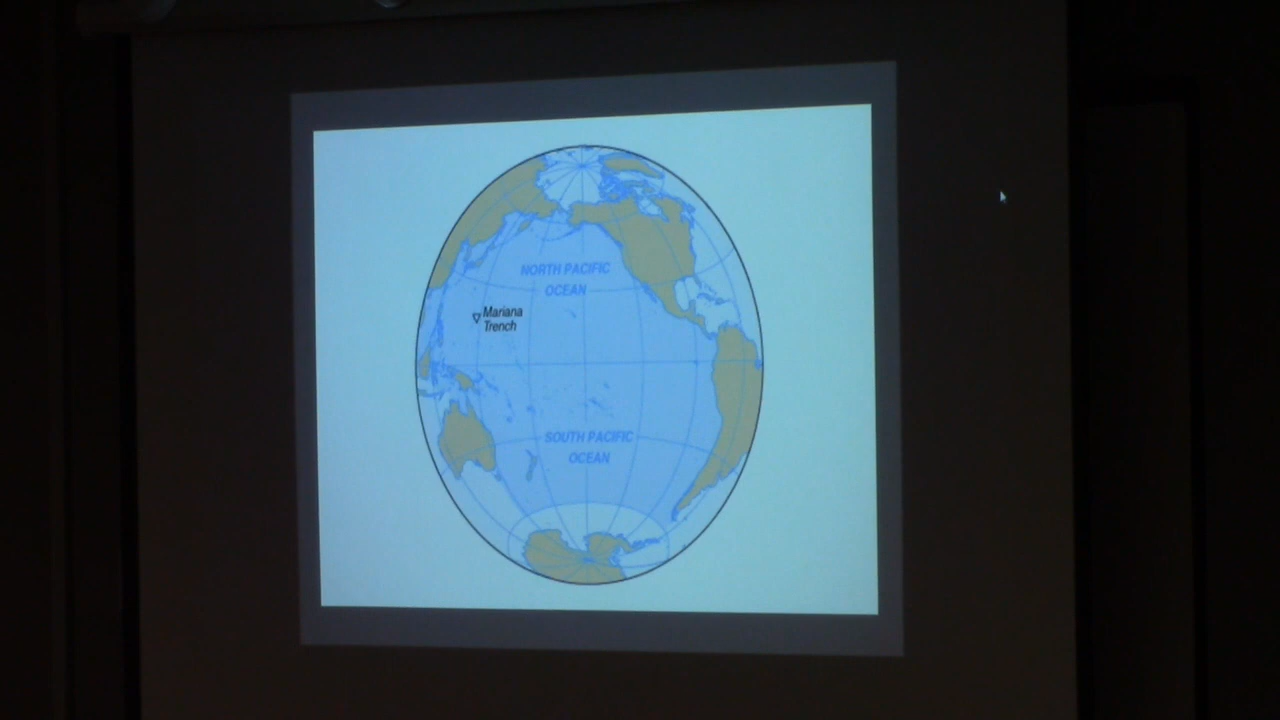 NORTH PACIFIC
OCEAN
Mariana
Trench
SOUTH PACIFIC
OCEAN